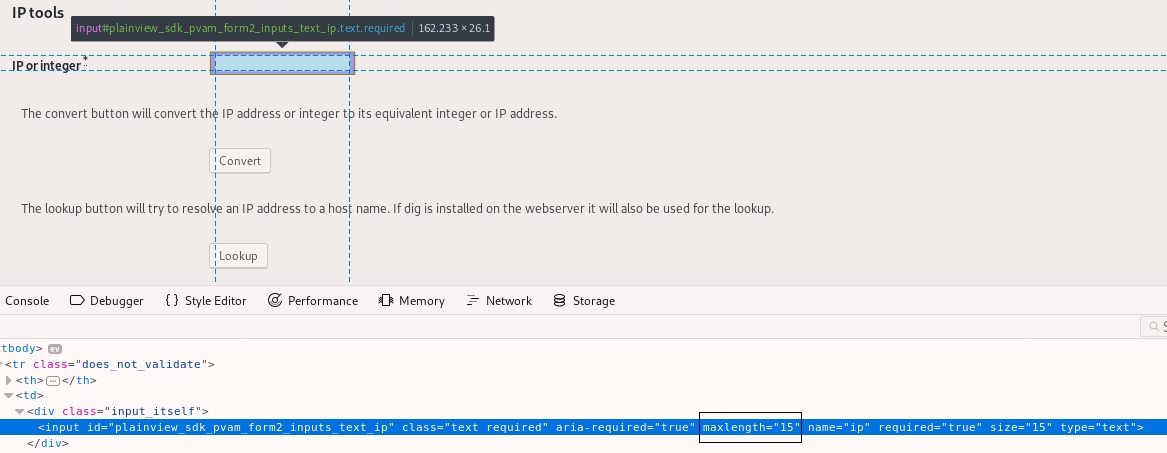 IP tools
input#plainview_sdk_pvam_form2_inputs_text_ip.text.required | 162.233 × 26.1
IP or integer *
The convert button will convert the IP address or integer to its equivalent integer or IP address.
Convert
The lookup button will try to resolve an IP address to a host name. If dig is installed on the webserver it will also be used for the lookup.
Lookup
Console Debugger {} Style Editor Performance Memory Network Storage
S
tbody> ev
<tr class="does_not_validate">
<th>…</th>
<td>
<div class="input_itself">
<input id="plainview_sdk_pvam_form2_inputs_text_ip" class="text required" aria-required="true" maxlength="15" name="ip" required="true" size="15" type="text">
</div>